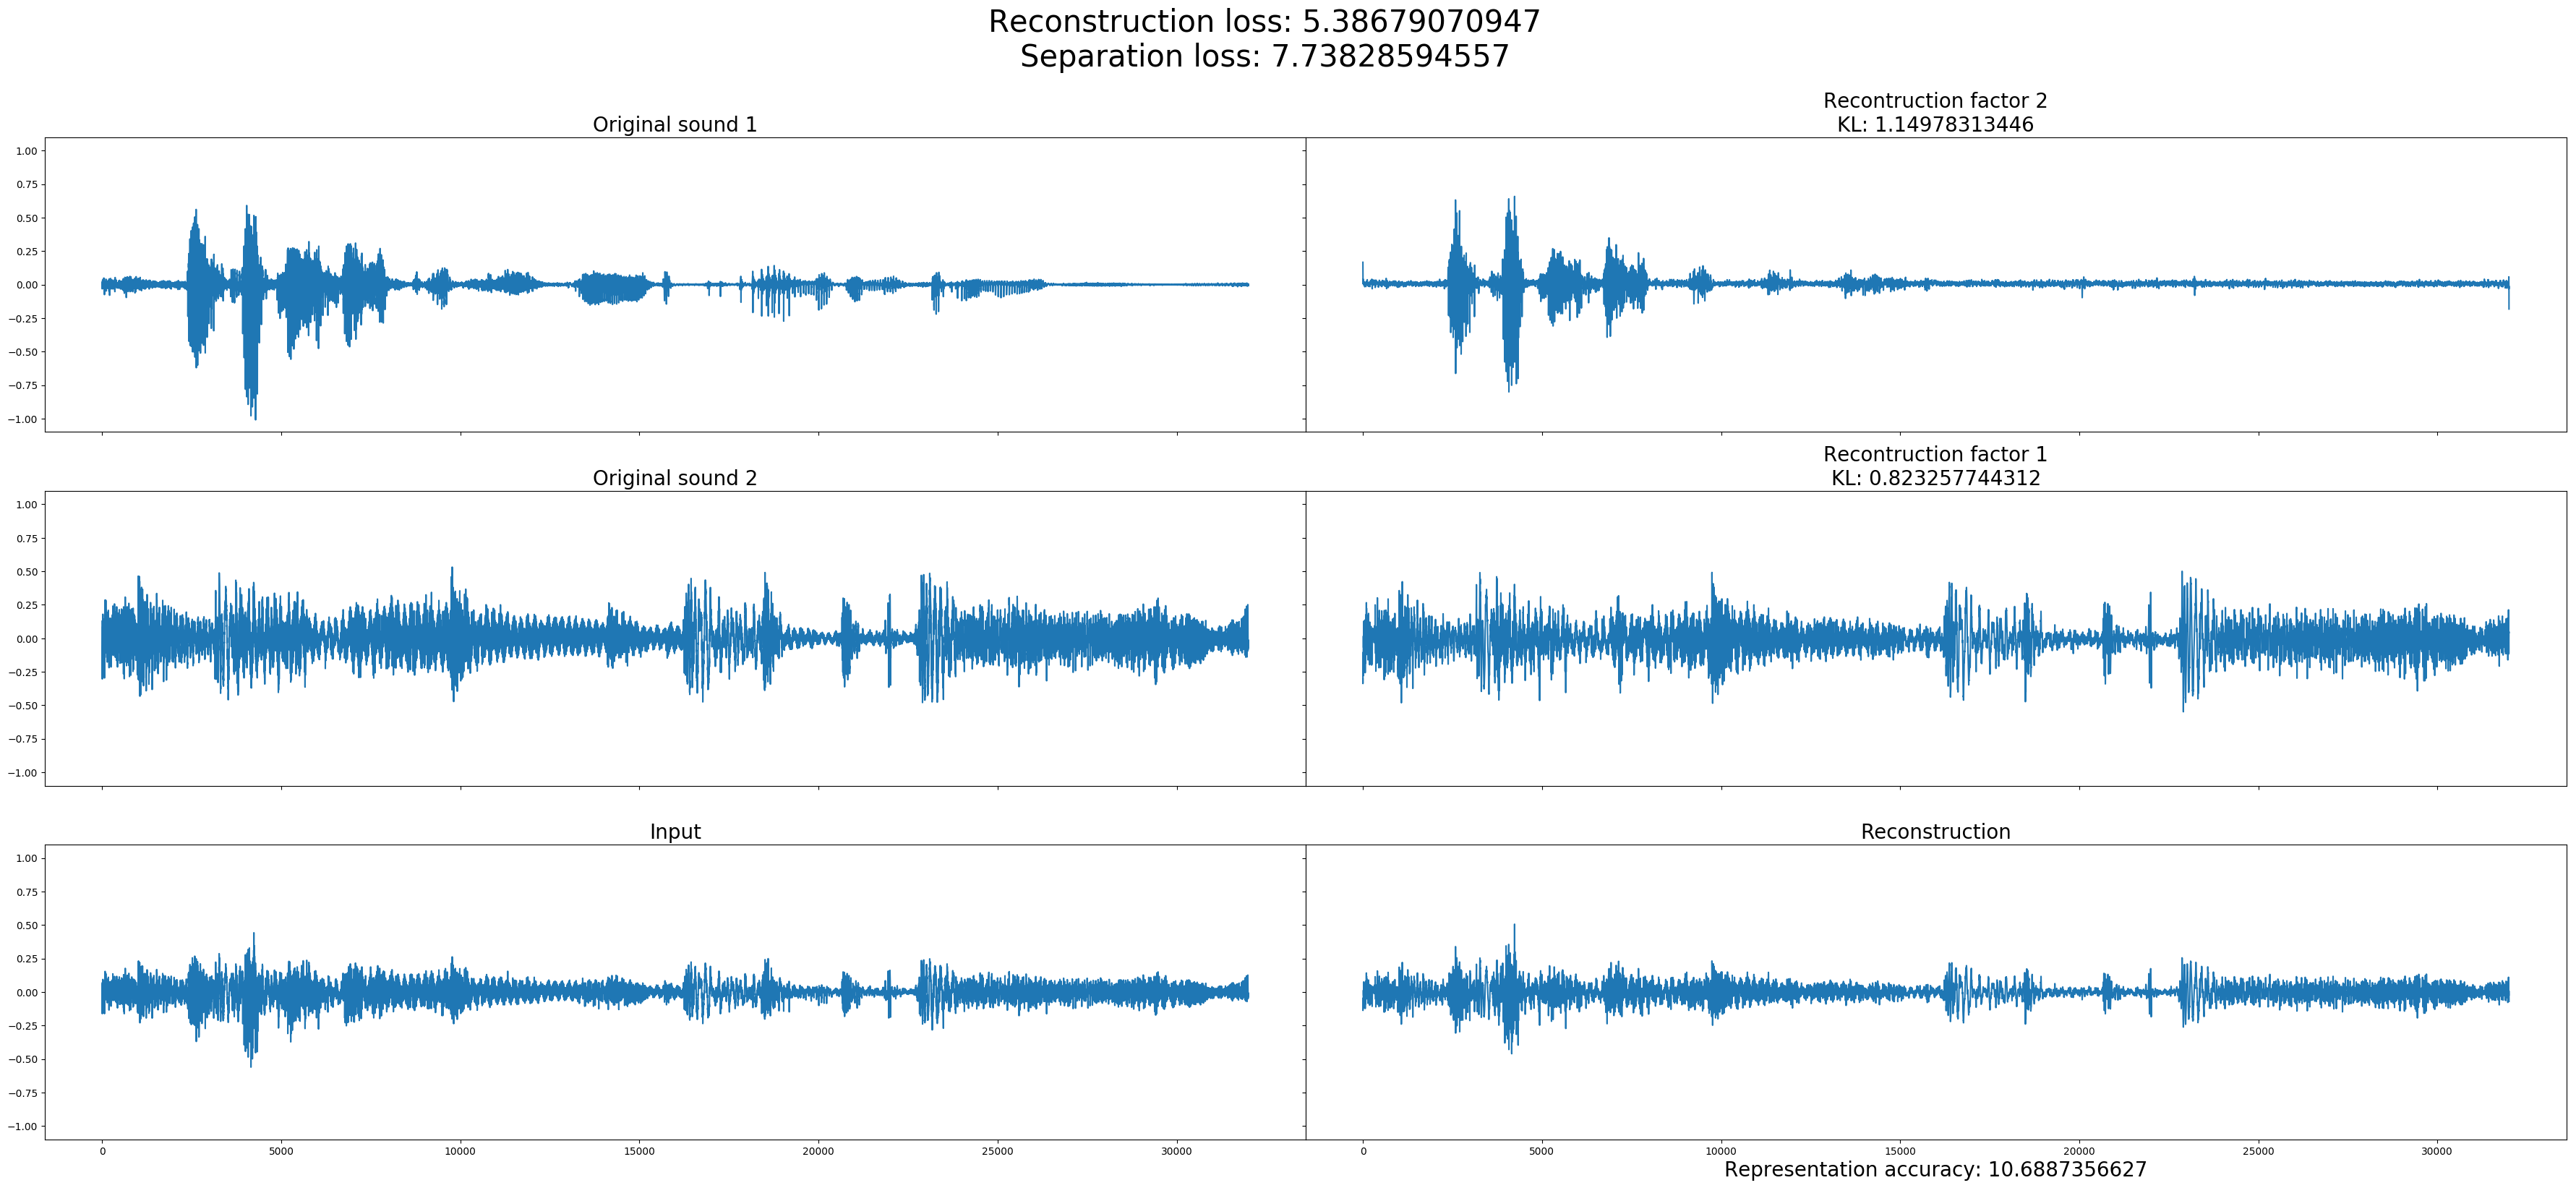 Reconstruction loss: 5.38679070947
Separation loss: 7.73828594557
Original sound 1
Recontruction factor 2
KL: 1.14978313446
1.00
0.75
0.50
0.25
0.00
−0.25
−0.50
−0.75
−1.00
Original sound 2
Recontruction factor 1
KL: 0.823257744312
1.00
0.75
0.50
0.25
0.00
−0.25
−0.50
−0.75
−1.00
Input
Reconstruction
1.00
0.75
0.50
0.25
0.00
−0.25
−0.50
−0.75
−1.00
0 5000 10000 15000 20000 25000 30000
0 5000 10000 15000 20000 25000 30000
Representation accuracy: 10.6887356627